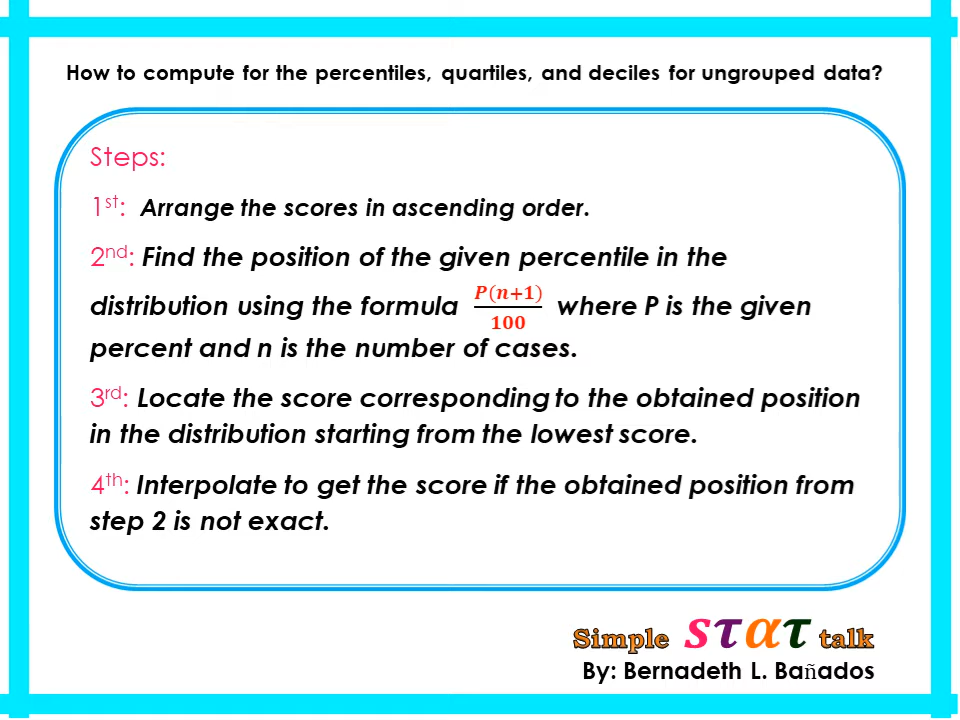 How to compute for the percentiles, quartiles, and deciles for ungrouped data?
Steps:
1st: Arrange the scores in ascending order.
2nd: Find the position of the given percentile in the
distribution using the formula P(n+1)/100 where P is the given
percent and n is the number of cases.
3rd: Locate the score corresponding to the obtained position
in the distribution starting from the lowest score.
4th: Interpolate to get the score if the obtained position from
step 2 is not exact.
Simple sτατ talk
By: Bernadeth L. Bañados